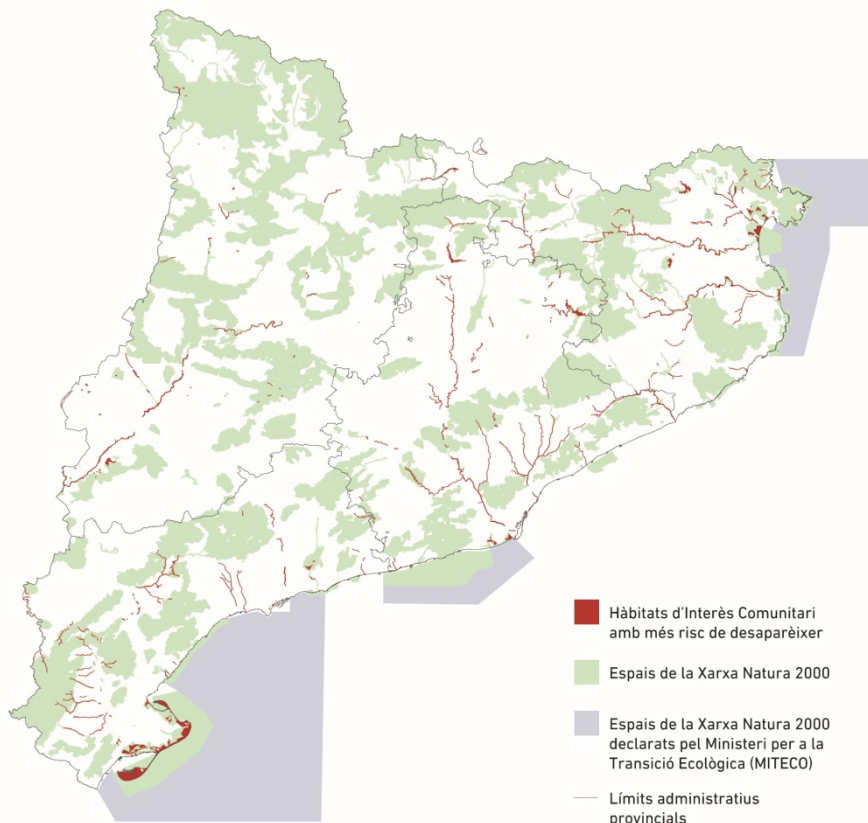 Hàbitats d'Interès Comunitari
amb més risc de desaparèixer
Espais de la Xarxa Natura 2000
Espais de la Xarxa Natura 2000
declarats pel Ministeri per a la
Transició Ecològica (MITECO)
Límits administratius
provincials